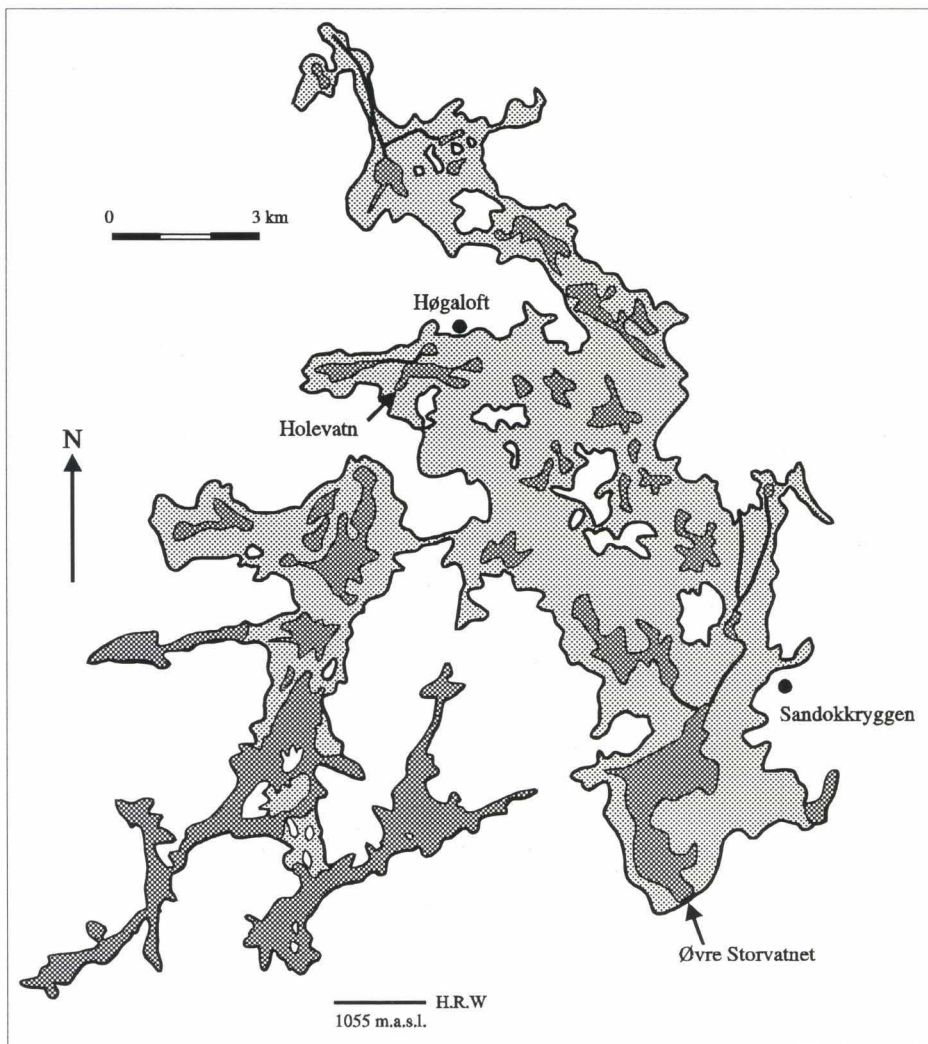 0 3 km
Høgaloft
Holevatn
N
Sandokkryggen
Øvre Storvatnet
H.R.W
1055 m.a.s.l.